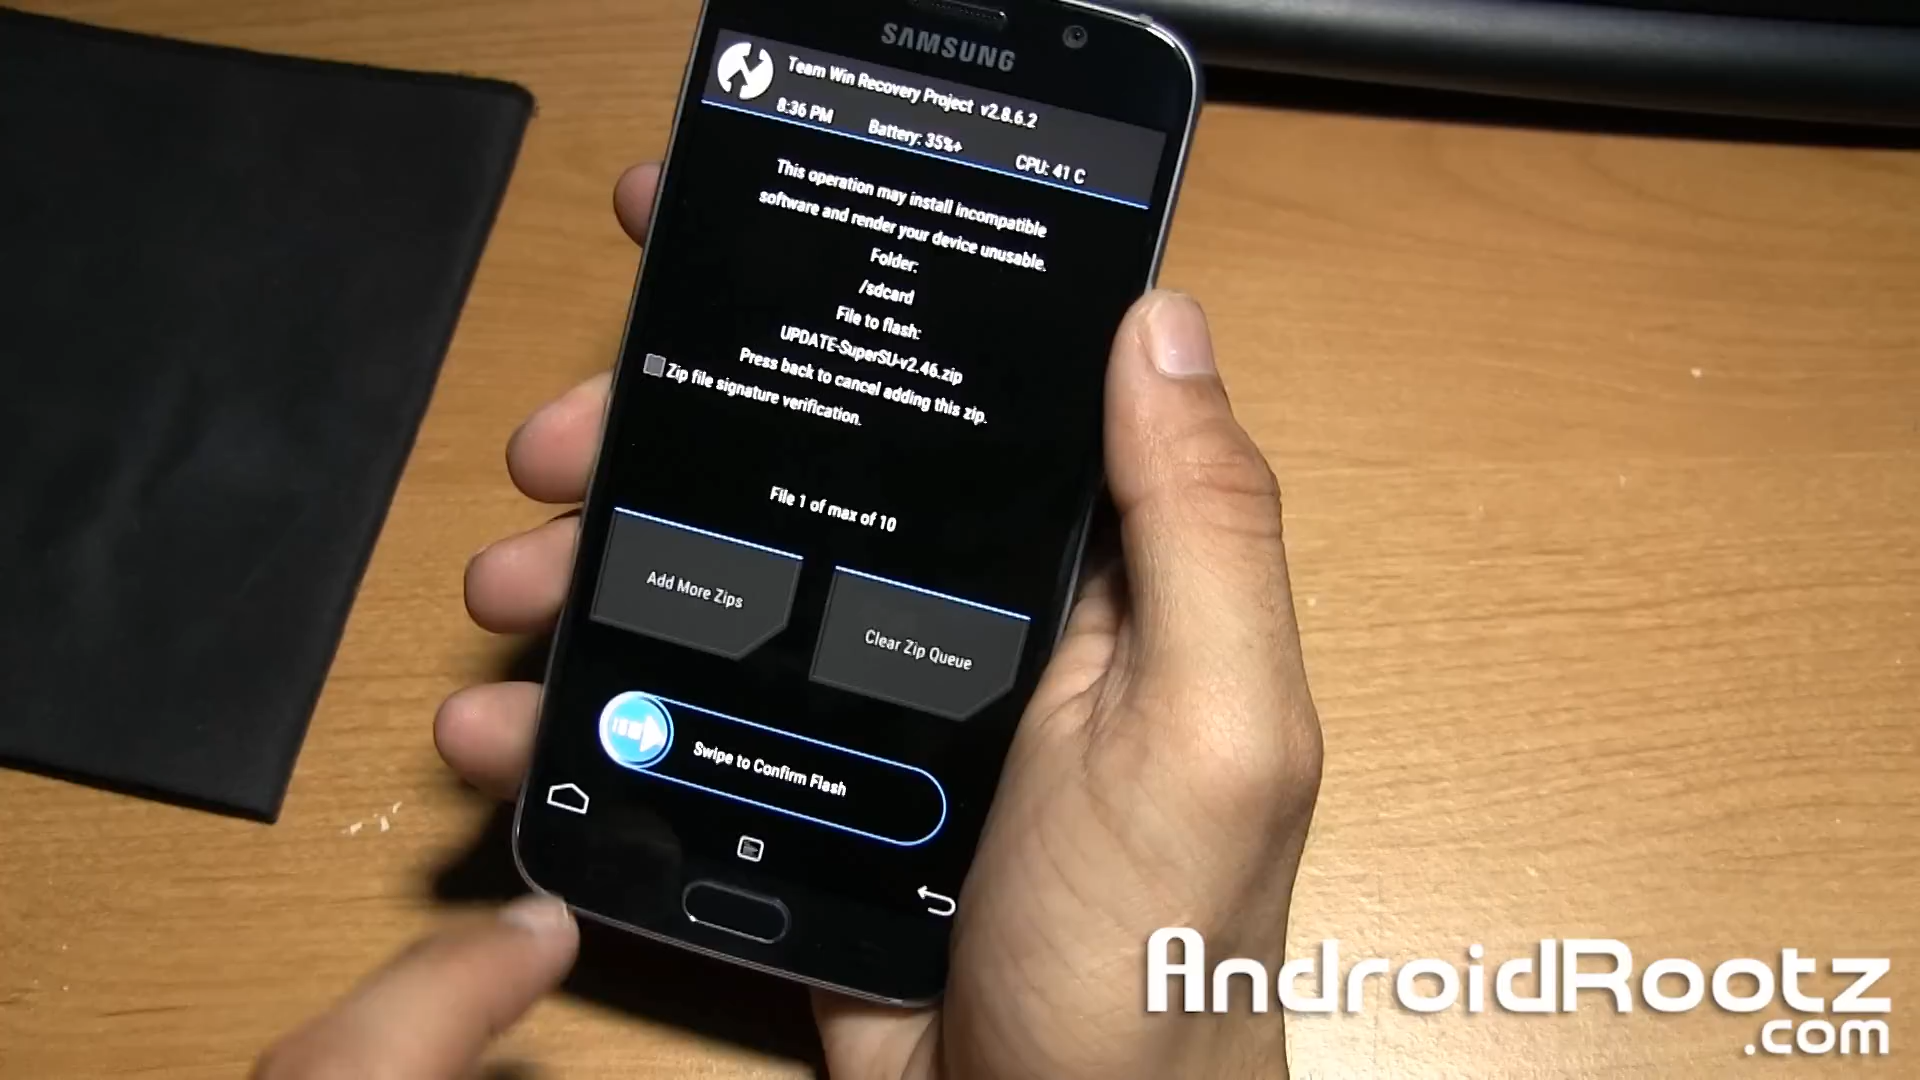 SAMSUNG
Team Win Recovery Project v2.8.6.2
8:36 PM Battery: 35%+ CPU: 41 C
This operation may install incompatible
software and render your device unusable.
Folder:
/sdcard
File to flash:
UPDATE-SuperSU-v2.46.zip
Press back to cancel adding this zip.
Zip file signature verification.
File 1 of max of 10
Add More Zips
Clear Zip Queue
Swipe to Confirm Flash
AndroidRootz
.com